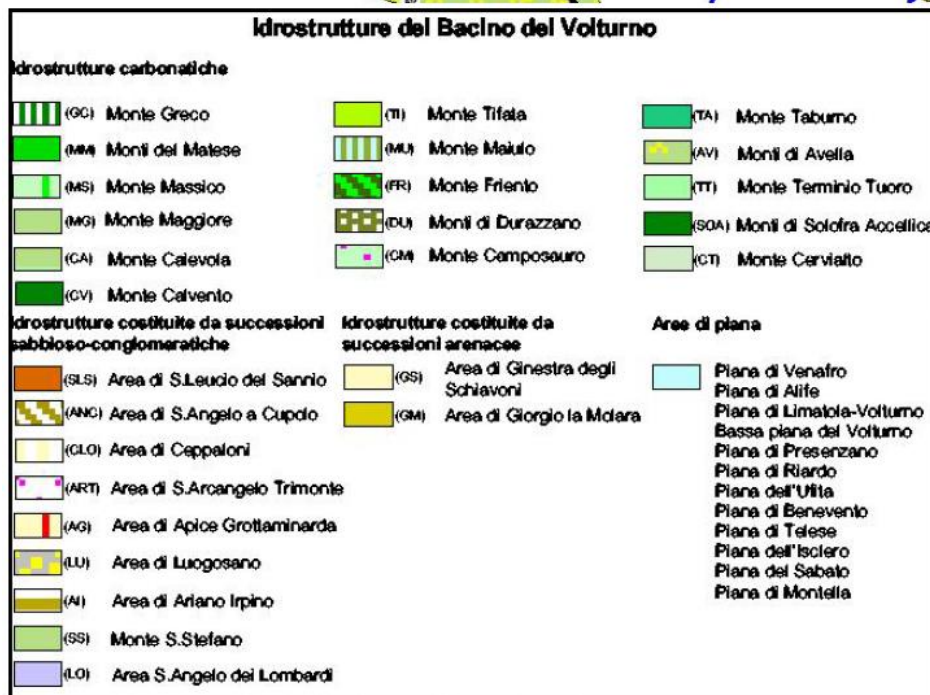 Idrostrutture del Bacino del Volturno
Idrostrutture carbonatiche
(GC) Monte Greco
(MM) Monti del Matese
(MS) Monte Massico
(MG) Monte Maggiore
(CA) Monte Caievola
(CV) Monte Calvento
(TI) Monte Tifata
(MU) Monte Maiulo
(FR) Monte Friento
(DU) Monti di Durazzano
(CM) Monte Camposauro
(TA) Monte Taburno
(AV) Monti di Avella
(TT) Monte Terminio Tuoro
(SOA) Monti di Solofra Accellica
(CT) Monte Cervialto
Idrostrutture costituite da successioni
sabbioso-conglomeratiche
(SLS) Area di S.Leucio del Sannio
(ANC) Area di S.Angelo a Cupolo
(CLO) Area di Ceppaloni
(ART) Area di S.Arcangelo Trimonte
(AG) Area di Apice Grottaminarda
(LU) Area di Luogosano
(AI) Area di Ariano Irpino
(SS) Monte S.Stefano
(LO) Area S.Angelo dei Lombardi
Idrostrutture costituite da
successioni arenacee
(GS) Area di Ginestra degli
Schiavoni
(GM) Area di Giorgio la Molara
Aree di piana
Piana di Venafro
Piana di Alife
Piana di Limatola-Volturno
Bassa piana del Volturno
Piana di Presenzano
Piana di Riardo
Piana dell'Ufita
Piana di Benevento
Piana di Telese
Piana dell'Isclero
Piana del Sabato
Piana di Montella